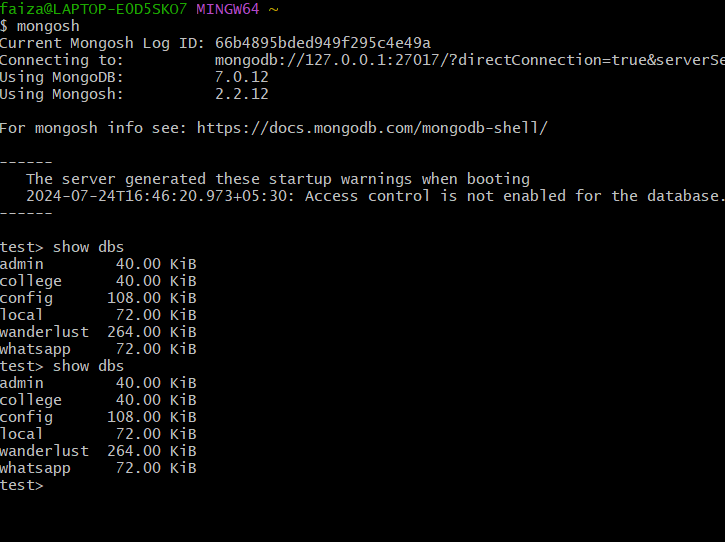 faiza@LAPTOP-E0D5SKO7 MINGW64 ~
$ mongosh
Current Mongosh Log ID: 66b4895bded949f295c4e49a
Connecting to:          mongodb://127.0.0.1:27017/?directConnection=true&serverSe
Using MongoDB:          7.0.12
Using Mongosh:          2.2.12
For mongosh info see: https://docs.mongodb.com/mongodb-shell/
------
   The server generated these startup warnings when booting
   2024-07-24T16:46:20.973+05:30: Access control is not enabled for the database.
------
test> show dbs
admin        40.00 KiB
college      40.00 KiB
config      108.00 KiB
local        72.00 KiB
wanderlust  264.00 KiB
whatsapp     72.00 KiB
test> show dbs
admin        40.00 KiB
college      40.00 KiB
config      108.00 KiB
local        72.00 KiB
wanderlust  264.00 KiB
whatsapp     72.00 KiB
test>